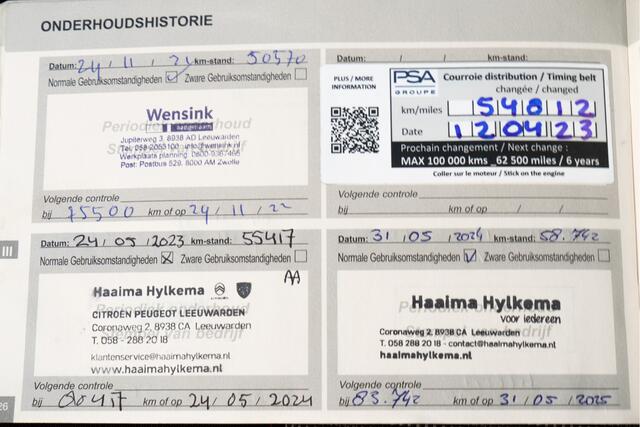 ONDERHOUDSHISTORIE
Datum: 24 / 11 / 21 km-stand: 50570
Normale Gebruiksomstandigheden ☑ Zware Gebruiksomstandigheden ☐
Wensink
Jupiterweg 3, 8938 AD Leeuwarden
Post: Postbus 529, 8000 AM Zwolle
Volgende controle
bij 75500 km of op 24 / 11 / 22
Datum: / / km-stand:
PLUS / MORE
INFORMATION
PSA
GROUPE
Courroie distribution / Timing belt
changée / changed
km/miles 54812
Date 120423
Prochain changement / Next change :
MAX 100 000 kms _62 500 miles / 6 years
Coller sur le moteur / Stick on the engine
Volgende controle
bij km of op / /
III
Datum: 24 / 05 / 2023 km-stand: 55417
Normale Gebruiksomstandigheden ☒ Zware Gebruiksomstandigheden ☐
AA
Haaima Hylkema
CITROËN PEUGEOT LEEUWARDEN
Coronaweg 2, 8938 CA Leeuwarden
T. 058 - 288 20 18
klantenservice@haaimahylkema.nl
www.haaimahylkema.nl
Volgende controle
bij 80417 km of op 24 / 05 / 2024
Datum: 31 / 05 / 2024 km-stand: 58.742
Normale Gebruiksomstandigheden ☑ Zware Gebruiksomstandigheden ☐
Haaima Hylkema
voor iedereen
Coronaweg 2, 8938 CA Leeuwarden
T. 058 - 288 20 18 - contact@haaimahylkema.nl
haaimahylkema.nl
Volgende controle
bij 83.742 km of op 31 / 05 / 2025
26